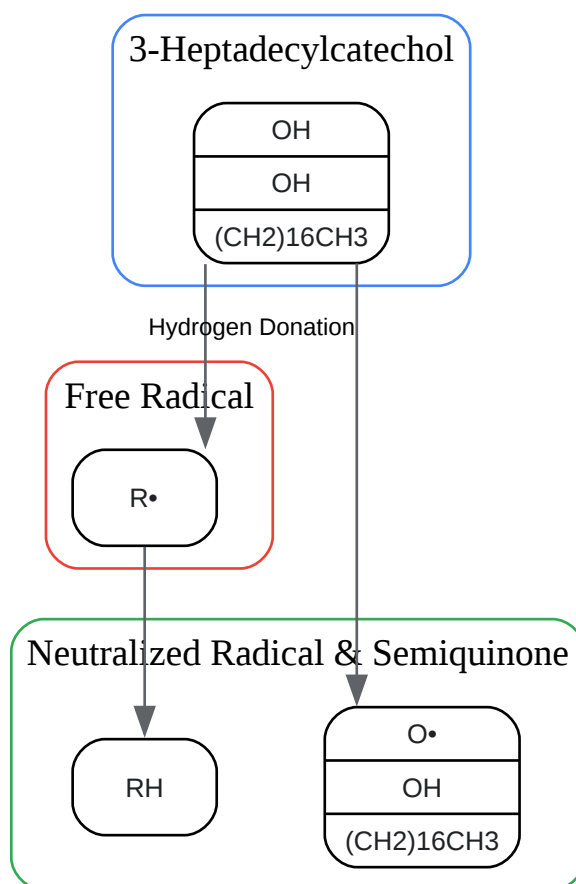 3-Heptadecylcatechol
OH
OH
(CH2)16CH3
Hydrogen Donation
Free Radical
R•
Neutralized Radical & Semiquinone
RH
O•
OH
(CH2)16CH3